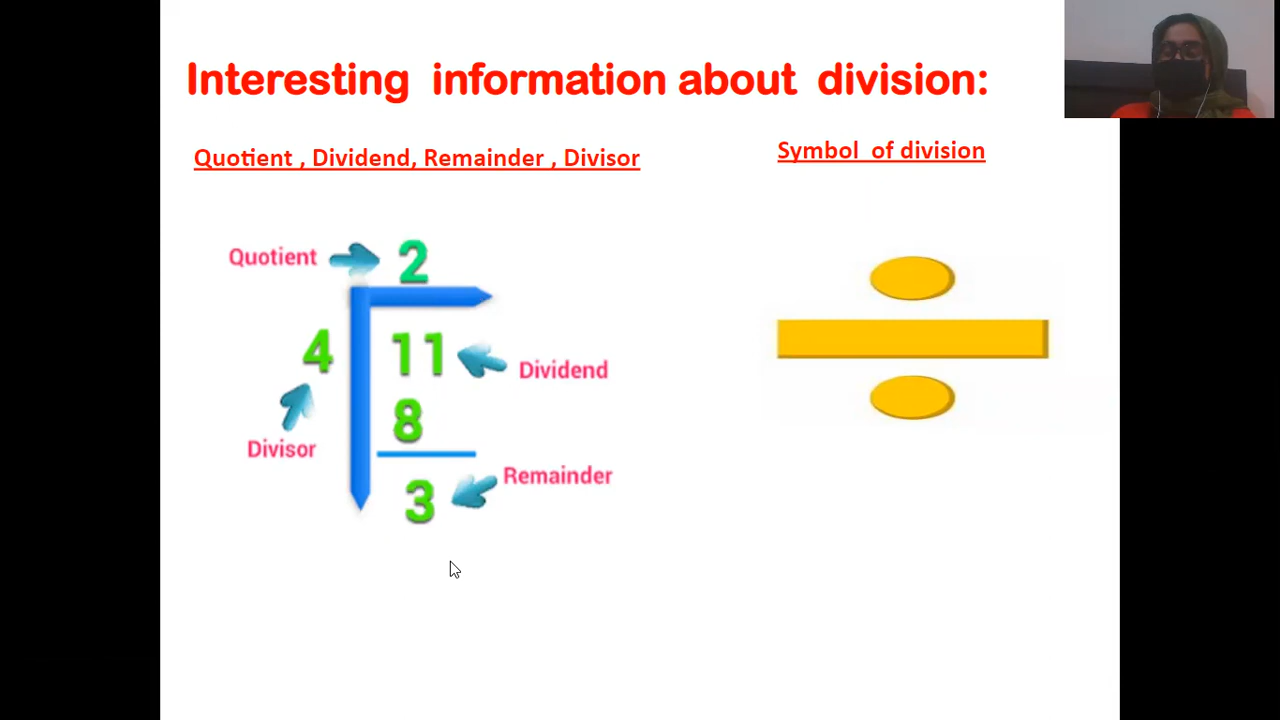 Interesting information about division:
Quotient , Dividend, Remainder , Divisor
Symbol of division
Quotient 2
4 11
Dividend
8
Divisor
Remainder
3